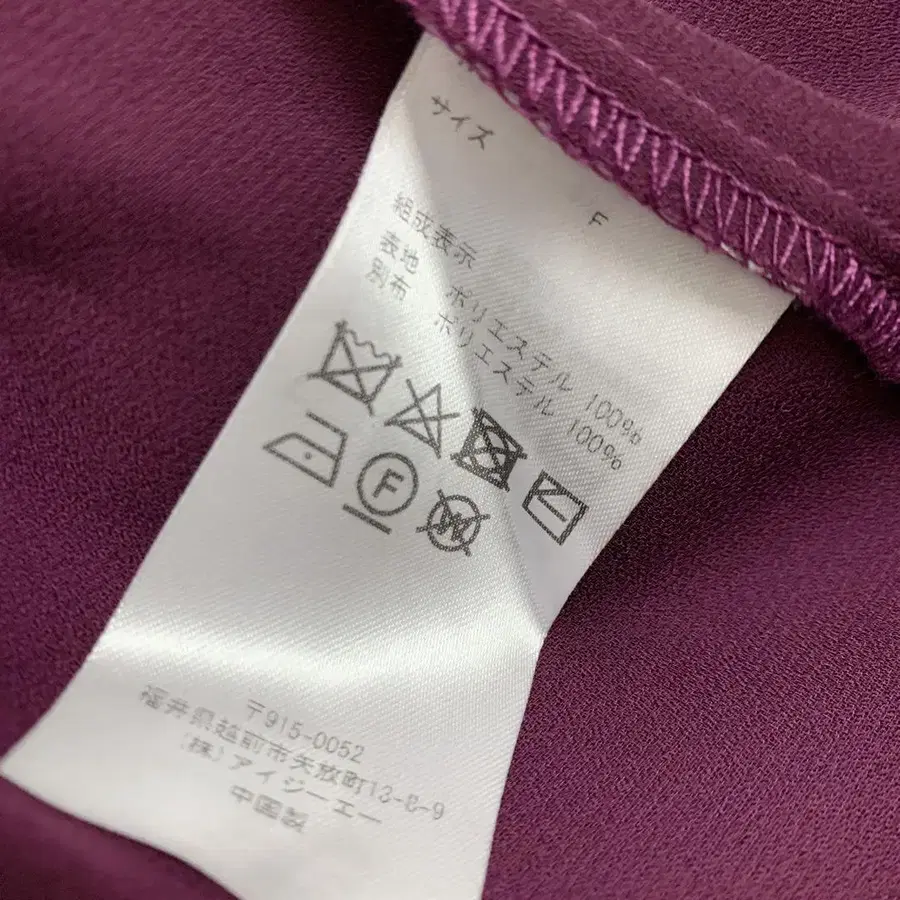 サイズ
F
組成表示
表地 ポリエステル 100%
別布 ポリエステル 100%
F
W
〒915-0052
福井県越前市矢放町13-8-9
(株)アイジーエー
中国製